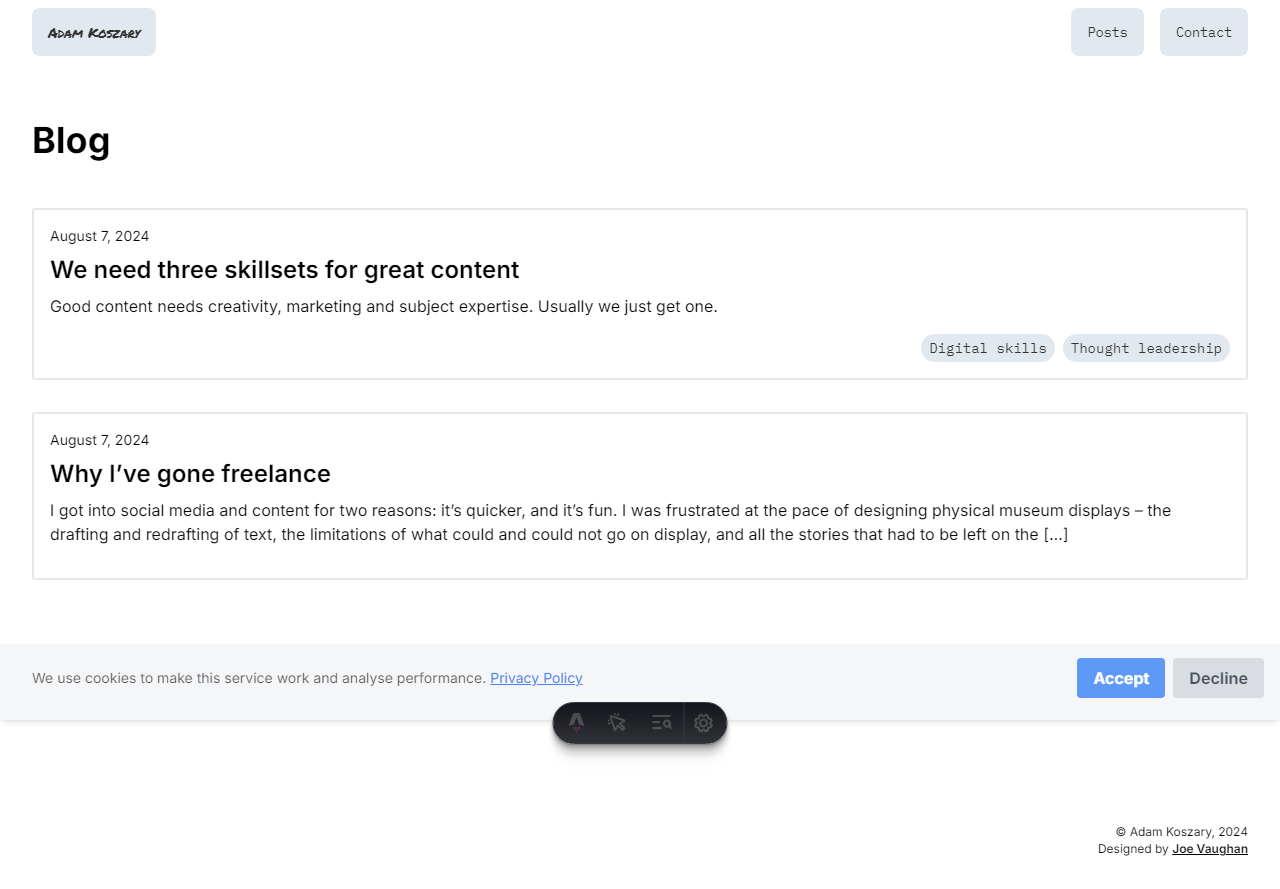 Adam Koszary
Posts
Contact
Blog
August 7, 2024
We need three skillsets for great content
Good content needs creativity, marketing and subject expertise. Usually we just get one.
Digital skills
Thought leadership
August 7, 2024
Why I’ve gone freelance
I got into social media and content for two reasons: it’s quicker, and it’s fun. I was frustrated at the pace of designing physical museum displays – the
drafting and redrafting of text, the limitations of what could and could not go on display, and all the stories that had to be left on the […]
We use cookies to make this service work and analyse performance. Privacy Policy
Accept
Decline
© Adam Koszary, 2024
Designed by Joe Vaughan